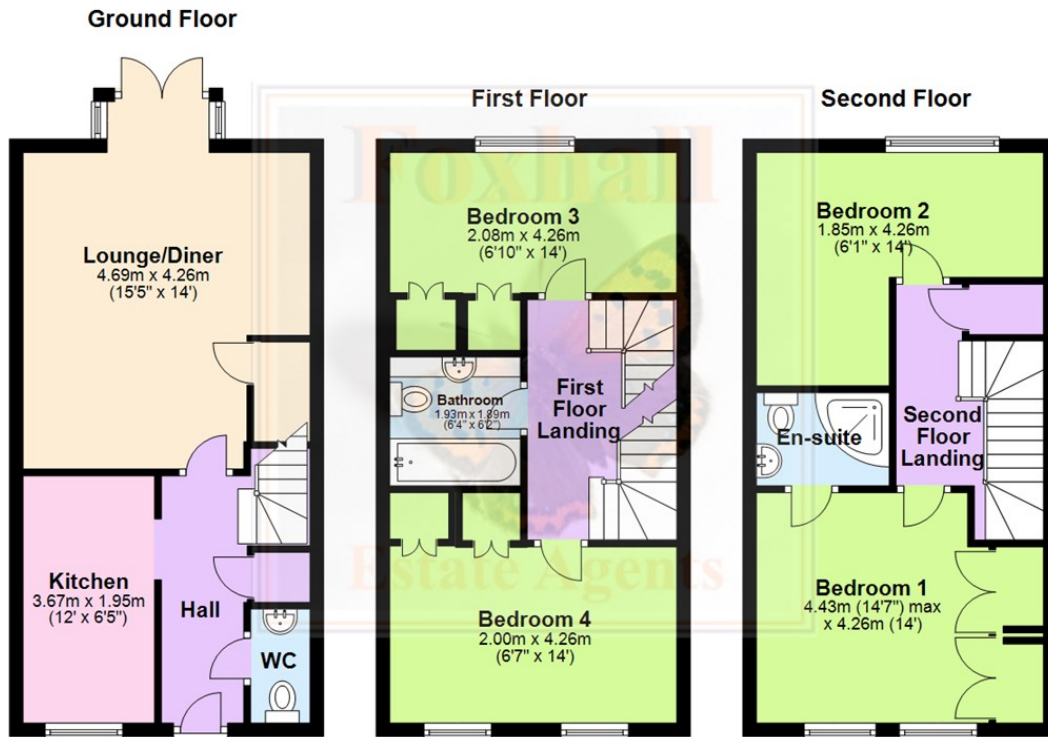 Ground Floor
Lounge/Diner
4.69m x 4.26m
(15'5" x 14')
Kitchen
3.67m x 1.95m
(12' x 6'5")
Hall
WC
First Floor
Bedroom 3
2.08m x 4.26m
(6'10" x 14')
Bathroom
1.93m x 1.89m
(6'4" x 6'2")
First
Floor
Landing
Bedroom 4
2.00m x 4.26m
(6'7" x 14')
Second Floor
Bedroom 2
1.85m x 4.26m
(6'1" x 14')
En-suite
Second
Floor
Landing
Bedroom 1
4.43m (14'7") max
x 4.26m (14')
Foxhall
Estate Agents